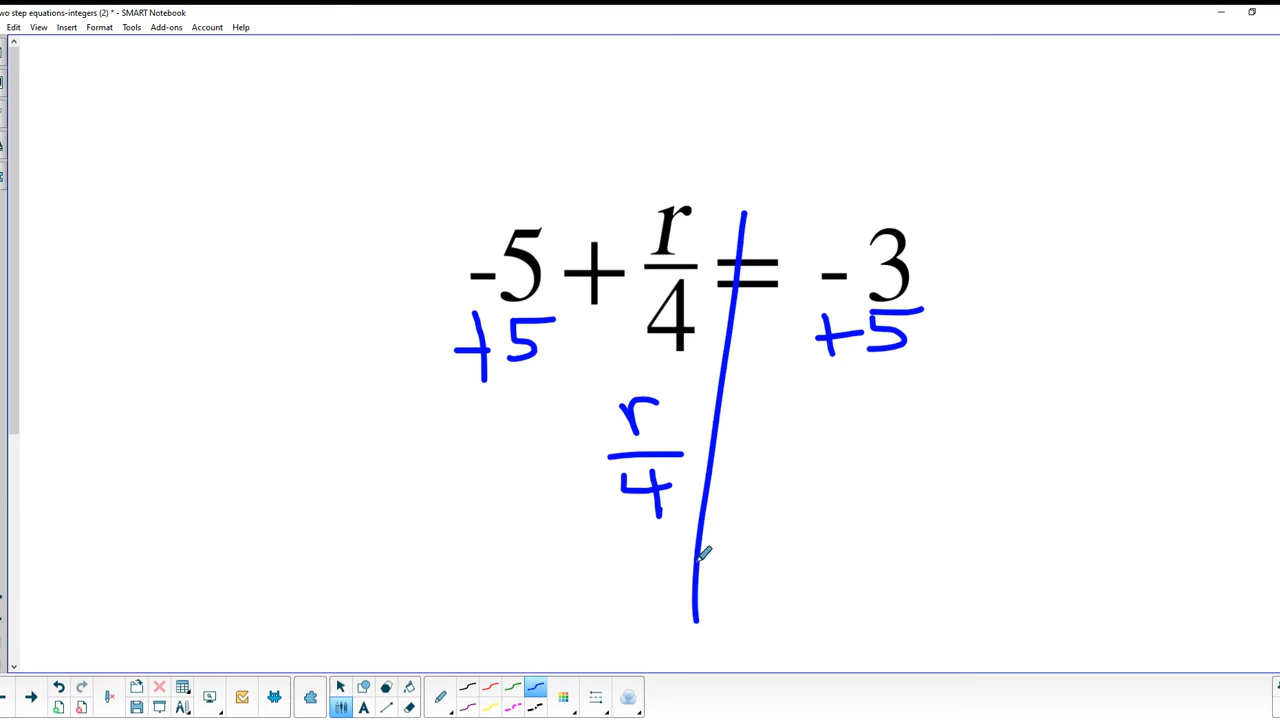 two step equations-integers (2) * - SMART Notebook
Edit View Insert Format Tools Add-ons Account Help
-5 + r/4 = -3
+5 +5
r/4